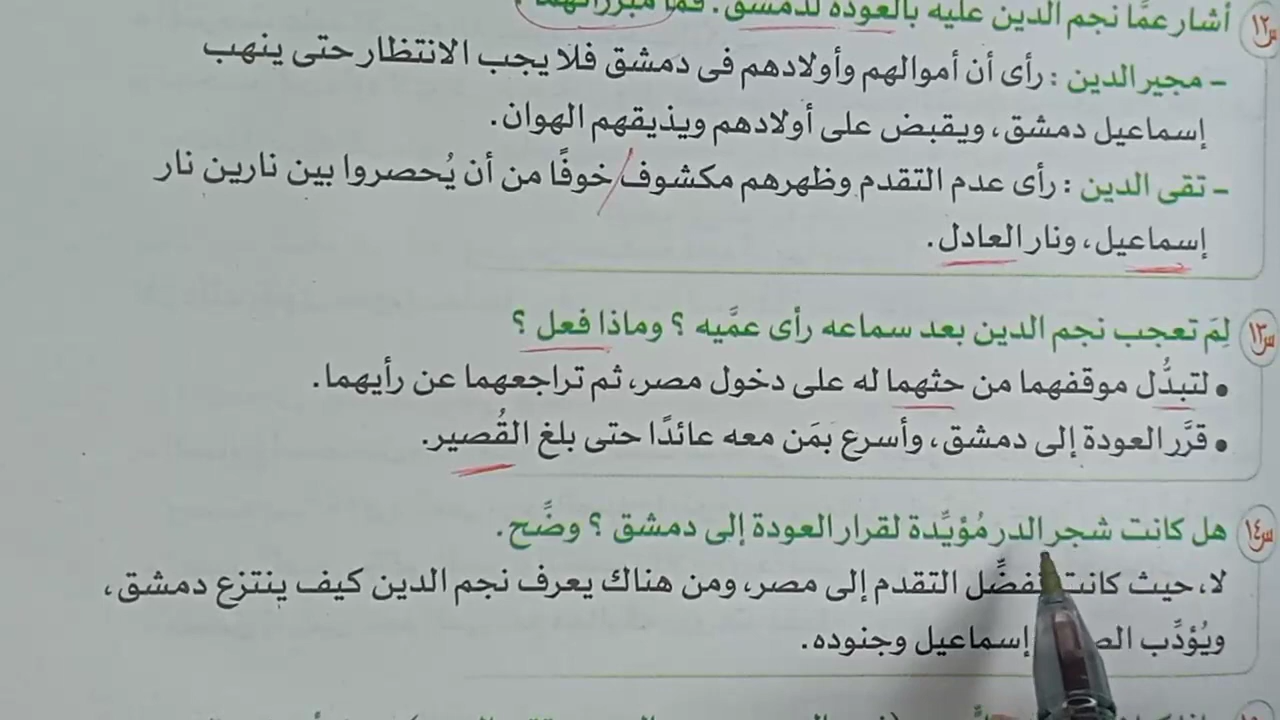 س١٢ أشار عمَّا نجم الدين عليه بالعودة لدمشق. فما مبرراتهما ؟
- مجير الدين : رأى أن أموالهم وأولادهم فى دمشق فلا يجب الانتظار حتى ينهب
إسماعيل دمشق، ويقبض على أولادهم ويذيقهم الهوان.
- تقى الدين : رأى عدم التقدم وظهرهم مكشوف خوفًا من أن يُحصروا بين نارين نار
إسماعيل، ونار العادل.
س١٣ لِمَ تعجب نجم الدين بعد سماعه رأى عمَّيه ؟ وماذا فعل ؟
• لتبدُّل موقفهما من حثهما له على دخول مصر، ثم تراجعهما عن رأيهما.
• قرَّر العودة إلى دمشق، وأسرع بمَن معه عائدًا حتى بلغ القُصير.
س١٤ هل كانت شجر الدر مُؤيِّدة لقرار العودة إلى دمشق ؟ وضَّح.
لا، حيث كانت تفضِّل التقدم إلى مصر، ومن هناك يعرف نجم الدين كيف ينتزع دمشق،
ويُؤدِّب إسماعيل وجنوده.